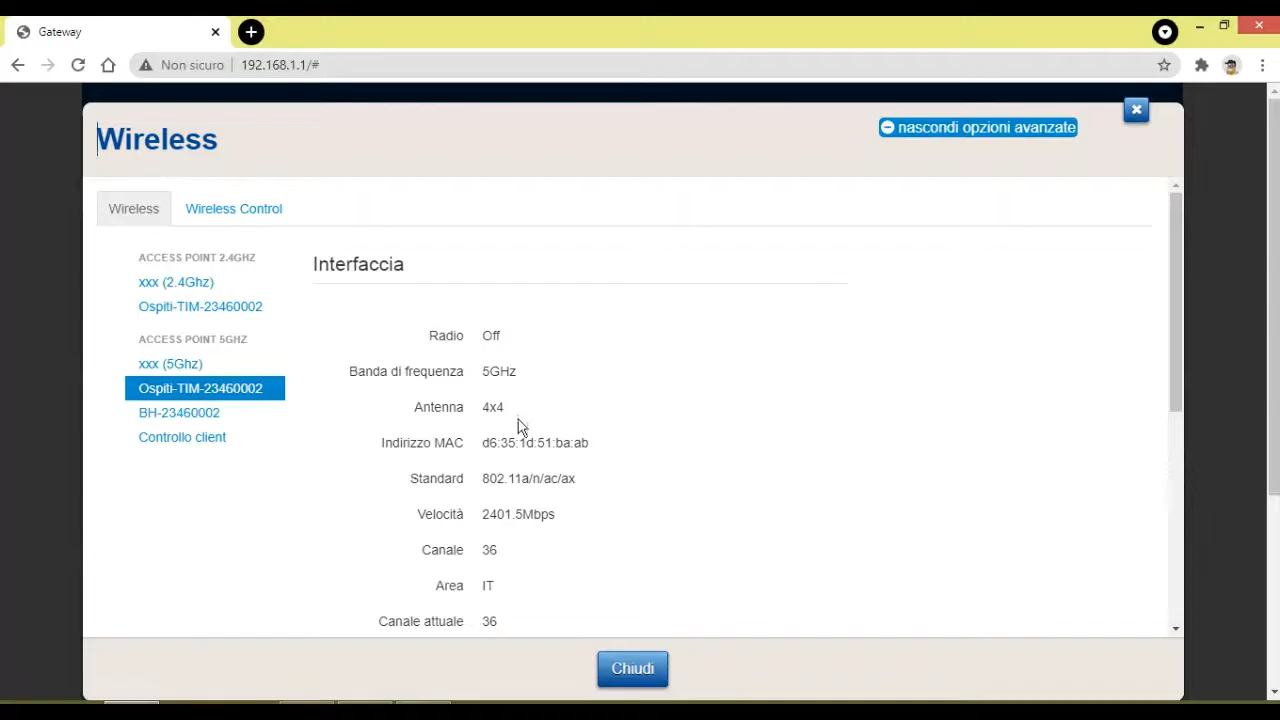 Gateway
Non sicuro 192.168.1.1/#
Wireless
nascondi opzioni avanzate
Wireless
Wireless Control
ACCESS POINT 2.4GHZ
xxx (2.4Ghz)
Ospiti-TIM-23460002
ACCESS POINT 5GHZ
xxx (5Ghz)
Ospiti-TIM-23460002
BH-23460002
Controllo client
Interfaccia
Radio Off
Banda di frequenza 5GHz
Antenna 4x4
Indirizzo MAC d6:35:1d:51:ba:ab
Standard 802.11a/n/ac/ax
Velocità 2401.5Mbps
Canale 36
Area IT
Canale attuale 36
Chiudi